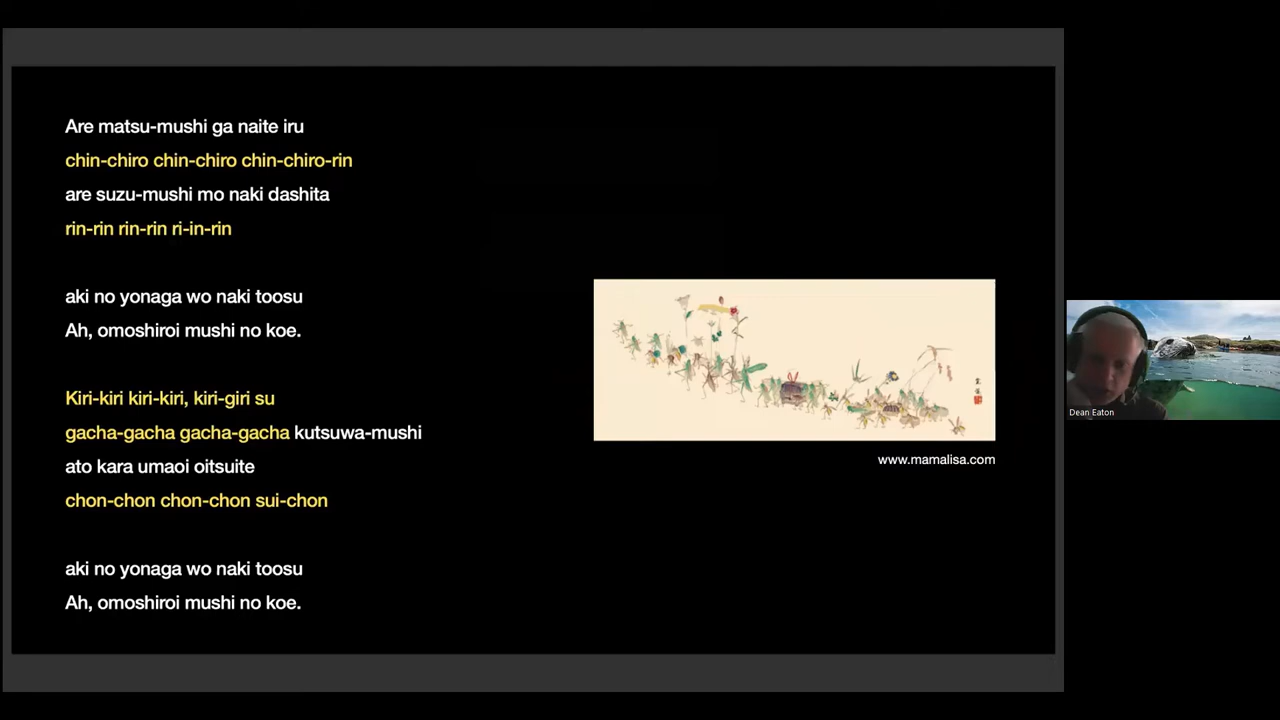 Are matsu-mushi ga naite iru
chin-chiro chin-chiro chin-chiro-rin
are suzu-mushi mo naki dashita
rin-rin rin-rin ri-in-rin
aki no yonaga wo naki toosu
Ah, omoshiroi mushi no koe.
Kiri-kiri kiri-kiri, kiri-giri su
gacha-gacha gacha-gacha kutsuwa-mushi
ato kara umaoi oitsuite
chon-chon chon-chon sui-chon
aki no yonaga wo naki toosu
Ah, omoshiroi mushi no koe.
www.mamalisa.com
Dean Eaton